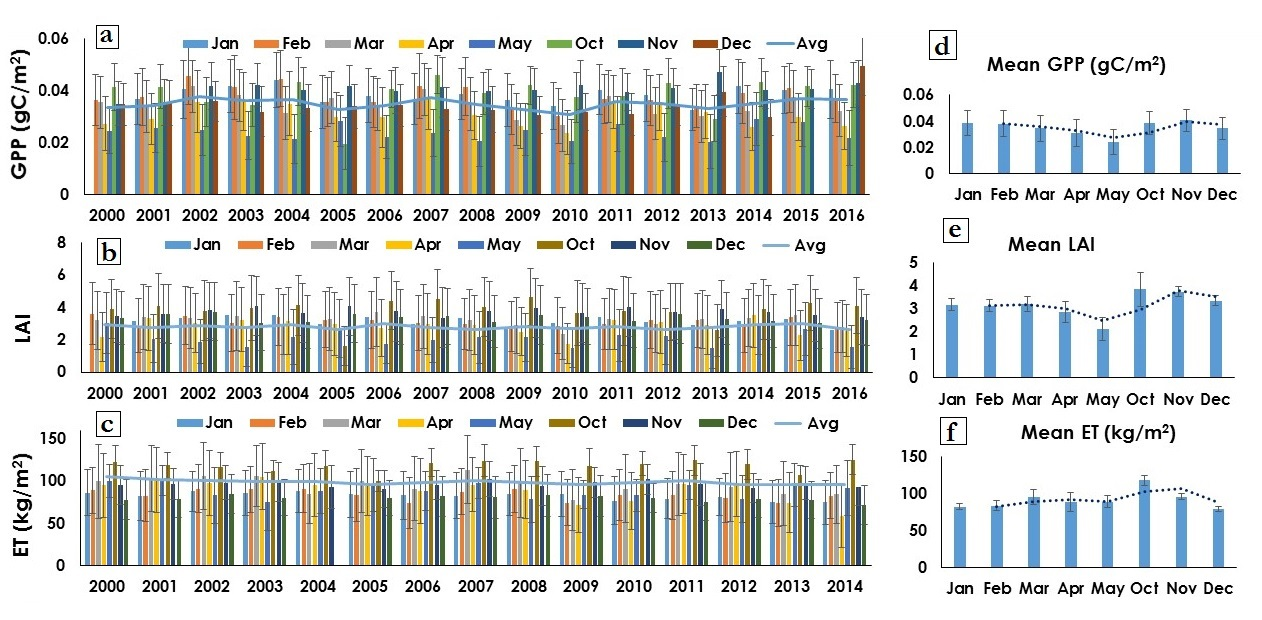 a
Jan Feb Mar Apr May Oct Nov Dec Avg
GPP (gC/m²)
0.06
0.04
0.02
0
2000 2001 2002 2003 2004 2005 2006 2007 2008 2009 2010 2011 2012 2013 2014 2015 2016
b
Jan Feb Mar Apr May Oct Nov Dec Avg
LAI
8
6
4
2
0
2000 2001 2002 2003 2004 2005 2006 2007 2008 2009 2010 2011 2012 2013 2014 2015 2016
c
Jan Feb Mar Apr May Oct Nov Dec Avg
ET (kg/m²)
150
100
50
0
2000 2001 2002 2003 2004 2005 2006 2007 2008 2009 2010 2011 2012 2013 2014
d
Mean GPP (gC/m²)
0.06
0.04
0.02
0
Jan Feb Mar Apr May Oct Nov Dec
e
Mean LAI
5
4
3
2
1
0
Jan Feb Mar Apr May Oct Nov Dec
f
Mean ET (kg/m²)
150
100
50
0
Jan Feb Mar Apr May Oct Nov Dec